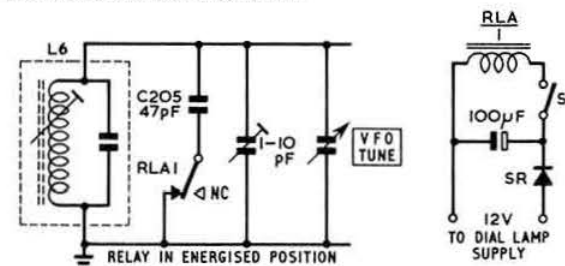 L6
C205
47pF
RLA1
NC
1–10
pF
VFO
TUNE
RELAY IN ENERGISED POSITION
RLA
1
S
100µF
SR
12V
TO DIAL LAMP
SUPPLY